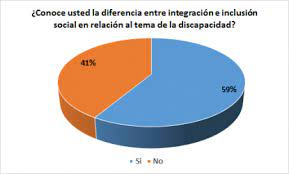 ¿Conoce usted la diferencia entre integración e inclusión
social en relación al tema de la discapacidad?
41%
59%
Sí No